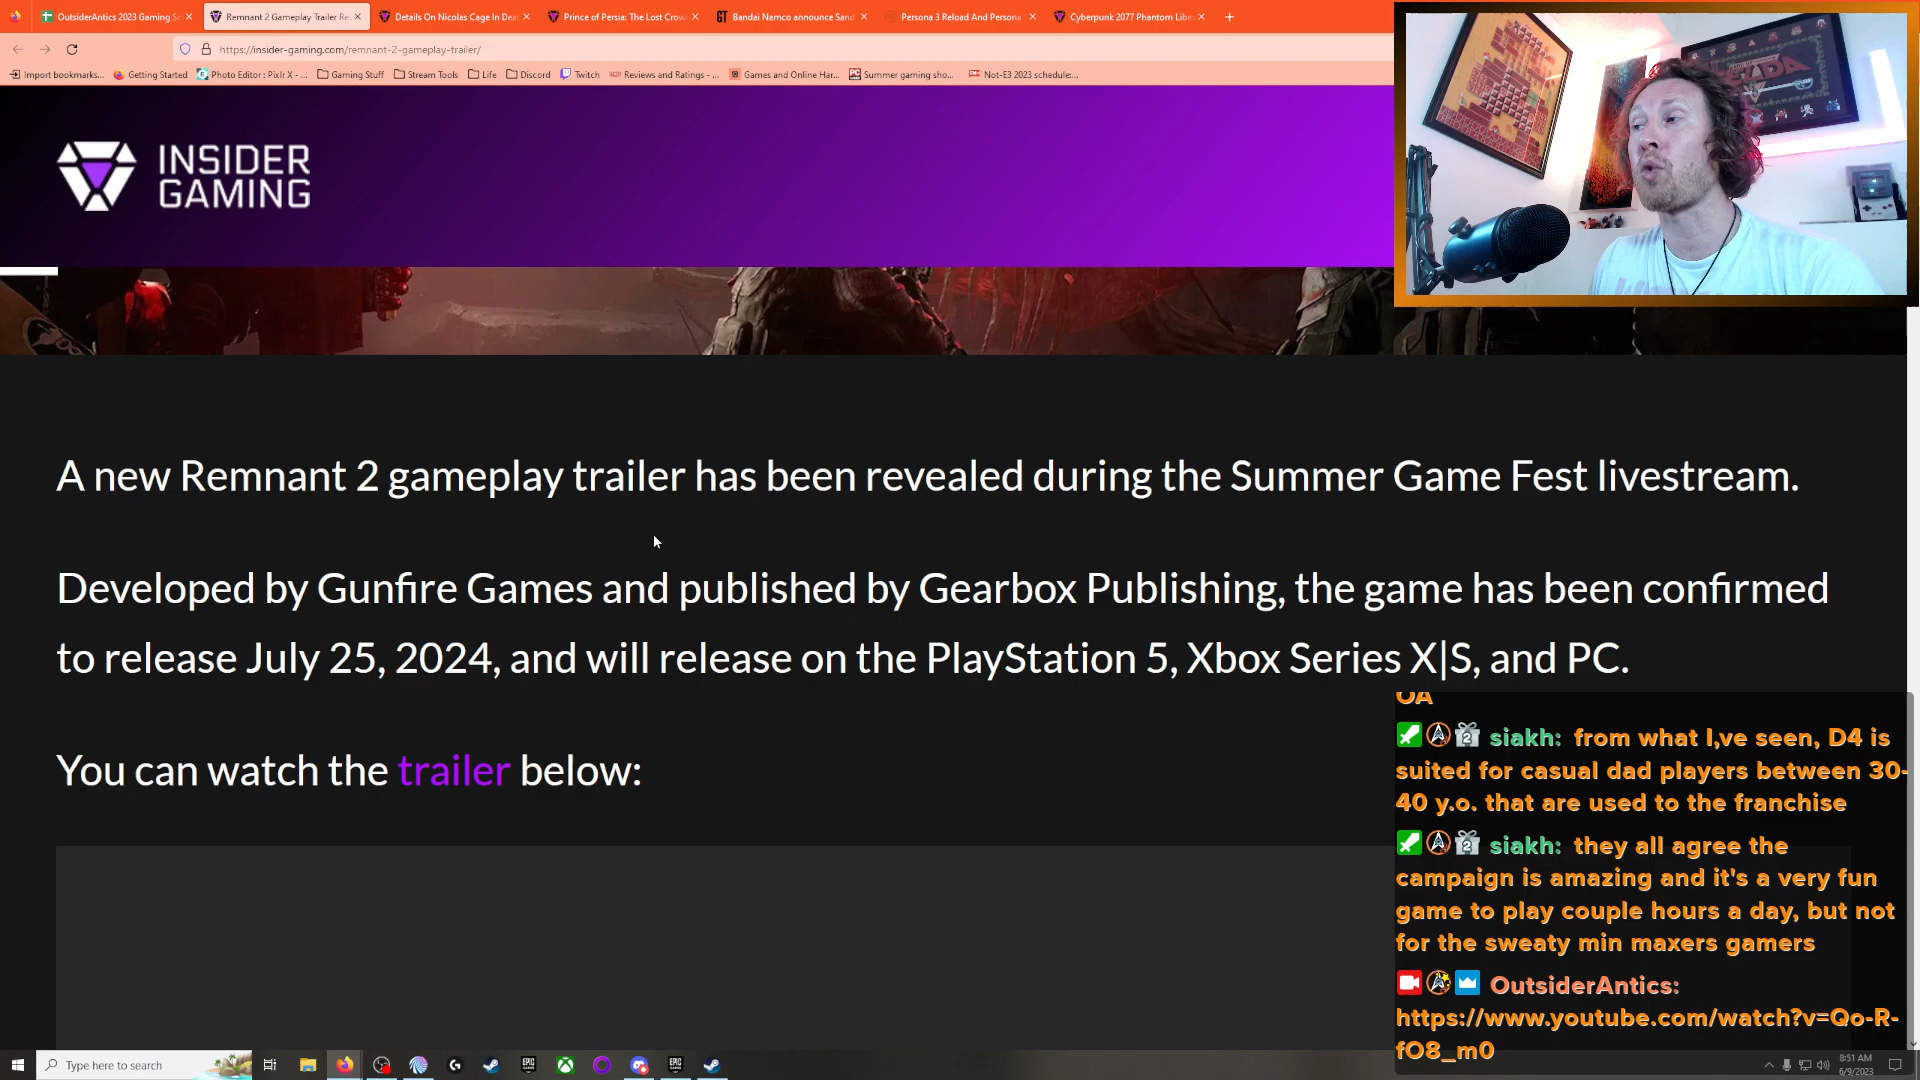 OutsiderAntics 2023 Gaming S
Remnant 2 Gameplay Trailer Re
Details On Nicolas Cage In Dea
Prince of Persia: The Lost Crow
GT Bandai Namco announce Sand
Persona 3 Reload And Persona
Cyberpunk 2077 Phantom Libe
https://insider-gaming.com/remnant-2-gameplay-trailer/
Import bookmarks...
Getting Started
Photo Editor : Pixlr X - ...
Gaming Stuff
Stream Tools
Life
Discord
Twitch
Reviews and Ratings - ...
Games and Online Har...
Summer gaming sho...
Not-E3 2023 schedule:...
INSIDER
GAMING
A new Remnant 2 gameplay trailer has been revealed during the Summer Game Fest livestream.
Developed by Gunfire Games and published by Gearbox Publishing, the game has been confirmed
to release July 25, 2024, and will release on the PlayStation 5, Xbox Series X|S, and PC.
You can watch the trailer below:
OA
siakh: from what I,ve seen, D4 is
suited for casual dad players between 30-
40 y.o. that are used to the franchise
siakh: they all agree the
campaign is amazing and it's a very fun
game to play couple hours a day, but not
for the sweaty min maxers gamers
OutsiderAntics:
https://www.youtube.com/watch?v=Qo-R-
fO8_m0
Type here to search
8:51 AM
6/9/2023